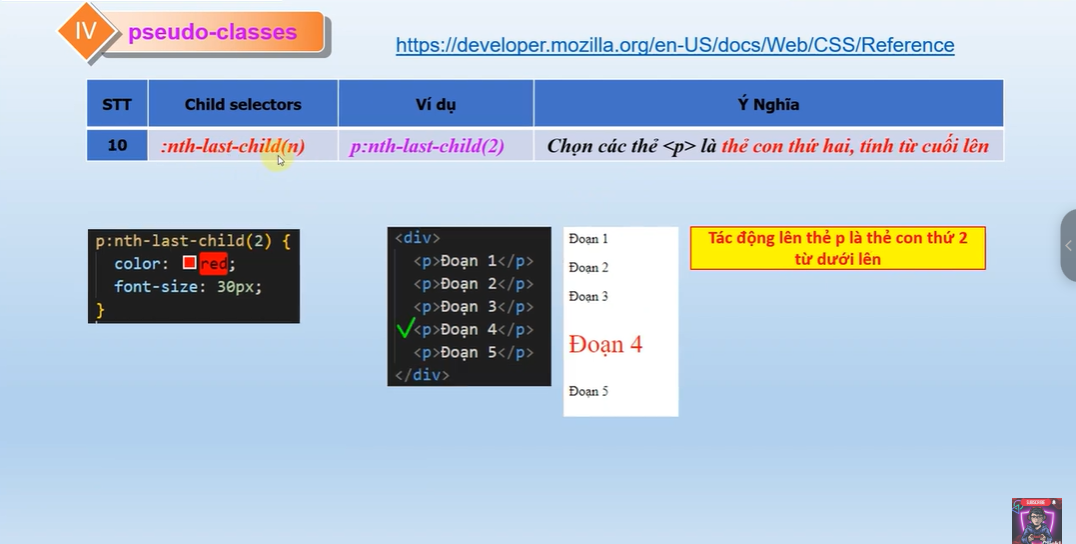 IV
pseudo-classes
https://developer.mozilla.org/en-US/docs/Web/CSS/Reference
STT Child selectors Ví dụ Ý Nghĩa
10 :nth-last-child(n) p:nth-last-child(2) Chọn các thẻ <p> là thẻ con thứ hai, tính từ cuối lên
p:nth-last-child(2) {
color: red;
font-size: 30px;
}
<div>
<p>Đoạn 1</p>
<p>Đoạn 2</p>
<p>Đoạn 3</p>
<p>Đoạn 4</p>
<p>Đoạn 5</p>
</div>
Đoạn 1
Đoạn 2
Đoạn 3
Đoạn 4
Đoạn 5
Tác động lên thẻ p là thẻ con thứ 2
từ dưới lên